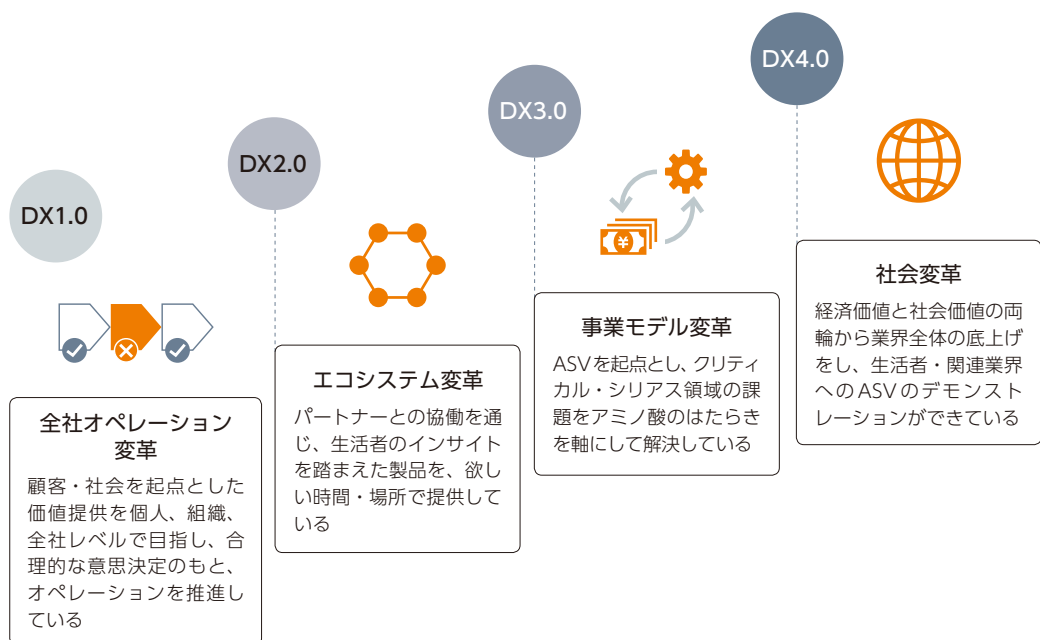 DX1.0
全社オペレーション
変革
顧客・社会を起点とした
価値提供を個人、組織、
全社レベルで目指し、合
理的な意思決定のもと、
オペレーションを推進し
ている
DX2.0
エコシステム変革
パートナーとの協働を通
じ、生活者のインサイト
を踏まえた製品を、欲し
い時間・場所で提供して
いる
DX3.0
¥
事業モデル変革
ASVを起点とし、クリティ
カル・シリアス領域の課
題をアミノ酸のはたらき
を軸にして解決している
DX4.0
社会変革
経済価値と社会価値の両
輪から業界全体の底上げ
をし、生活者・関連業界
へのASVのデモンスト
レーションができている